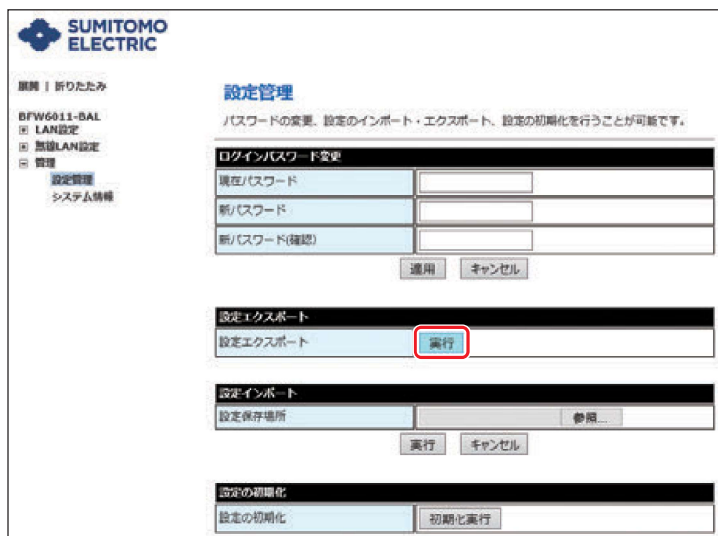 SUMITOMO
ELECTRIC
展開 | 折りたたみ
BFW6011-BAL
LAN設定
無線LAN設定
管理
設定管理
システム情報
設定管理
パスワードの変更、設定のインポート・エクスポート、設定の初期化を行うことが可能です。
ログインパスワード変更
現在パスワード
新パスワード
新パスワード(確認)
適用 キャンセル
設定エクスポート
設定エクスポート 実行
設定インポート
設定保存場所 参照...
実行 キャンセル
設定の初期化
設定の初期化 初期化実行